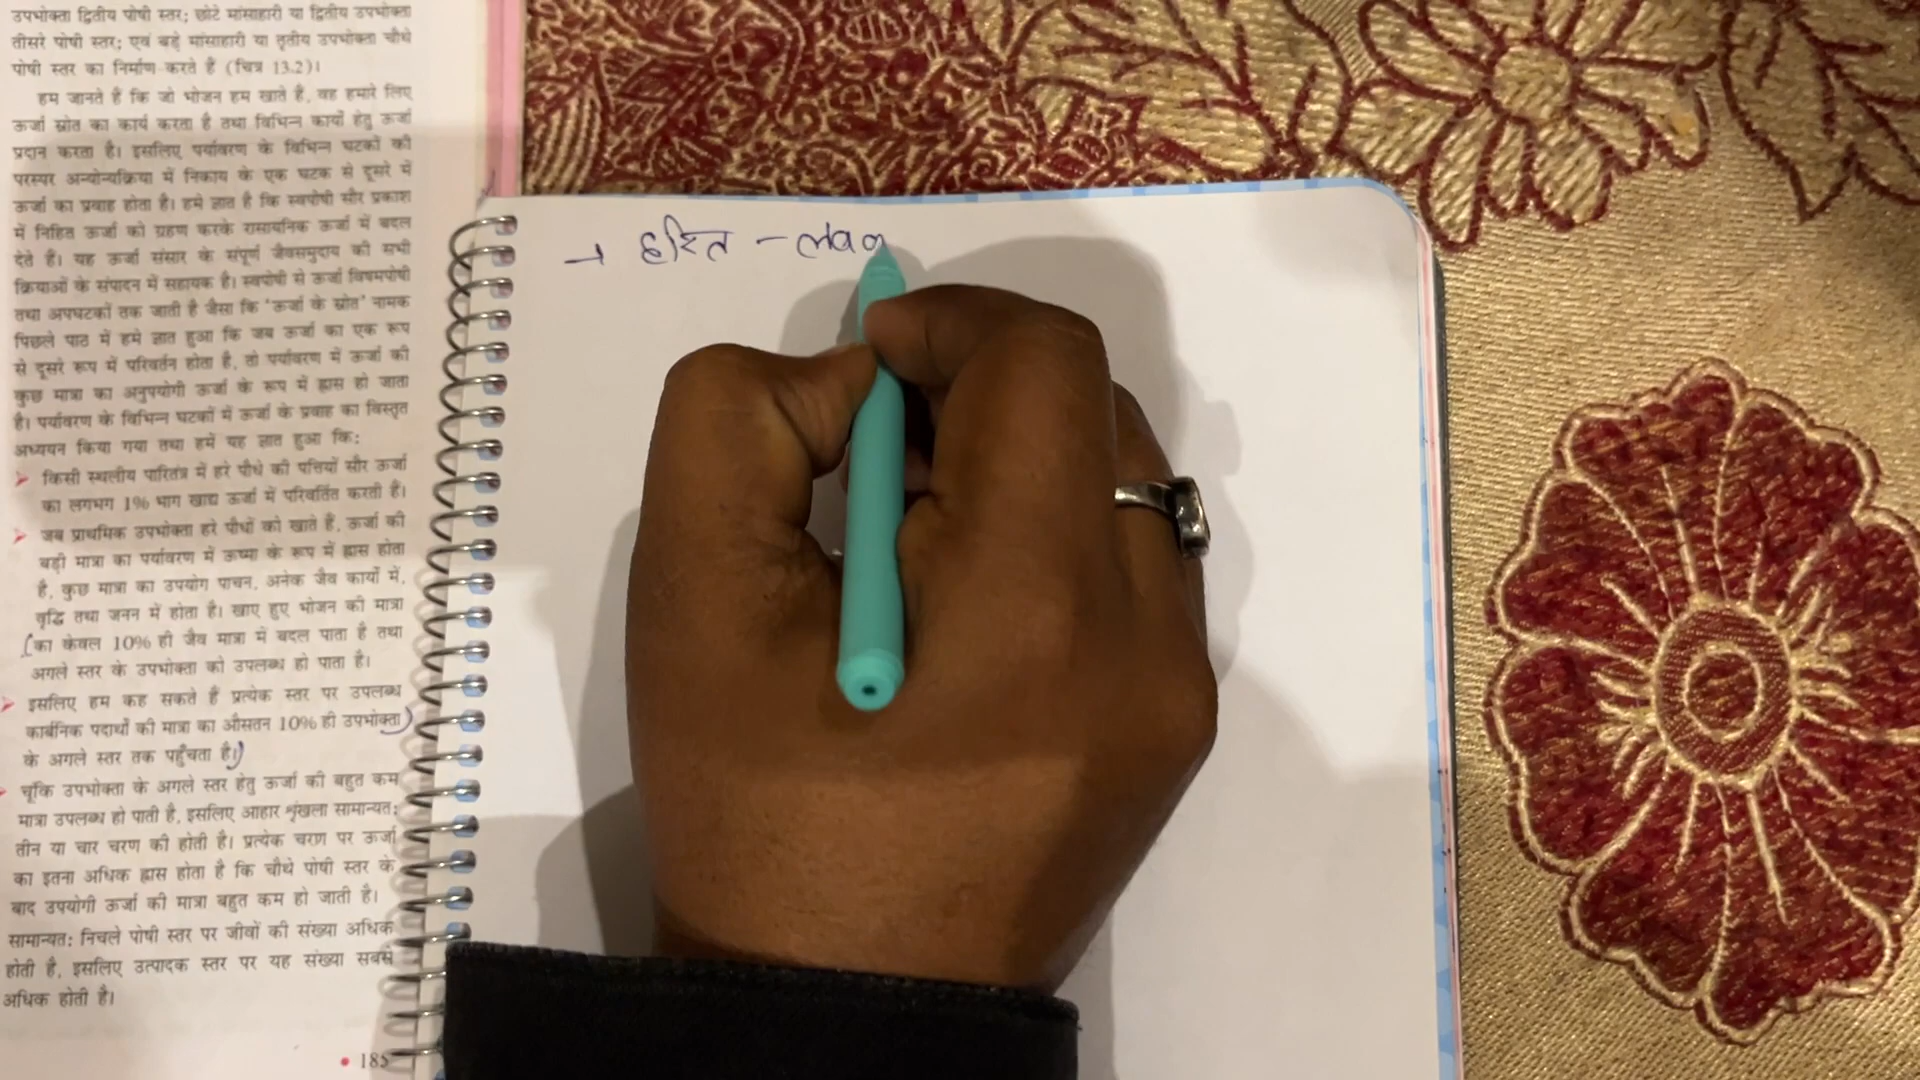 उपभोक्ता द्वितीय पोषी स्तर; छोटे मांसाहारी या द्वितीय उपभोक्ता
तीसरे पोषी स्तर; एवं बड़े मांसाहारी या तृतीय उपभोक्ता चौथे
पोषी स्तर का निर्माण करते हैं (चित्र 13.2)।
हम जानते हैं कि जो भोजन हम खाते हैं, वह हमारे लिए
ऊर्जा स्रोत का कार्य करता है तथा विभिन्न कार्यों हेतु ऊर्जा
प्रदान करता है। इसलिए पर्यावरण के विभिन्न घटकों की
परस्पर अन्योन्यक्रिया में निकाय के एक घटक से दूसरे में
ऊर्जा का प्रवाह होता है। हमें ज्ञात है कि स्वपोषी सौर प्रकाश
में निहित ऊर्जा को ग्रहण करके रासायनिक ऊर्जा में बदल
देते हैं। यह ऊर्जा संसार के संपूर्ण जैवसमुदाय की सभी
क्रियाओं के संपादन में सहायक है। स्वपोषी से ऊर्जा विषमपोषी
तथा अपघटकों तक जाती है जैसा कि 'ऊर्जा के स्रोत' नामक
पिछले पाठ में हमें ज्ञात हुआ कि जब ऊर्जा का एक रूप
से दूसरे रूप में परिवर्तन होता है, तो पर्यावरण में ऊर्जा की
कुछ मात्रा का अनुपयोगी ऊर्जा के रूप में ह्रास हो जाता
है। पर्यावरण के विभिन्न घटकों में ऊर्जा के प्रवाह का विस्तृत
अध्ययन किया गया तथा हमें यह ज्ञात हुआ कि:
➢ किसी स्थलीय पारितंत्र में हरे पौधे की पत्तियों सौर ऊर्जा
का लगभग 1% भाग खाद्य ऊर्जा में परिवर्तित करती हैं।
➢ जब प्राथमिक उपभोक्ता हरे पौधों को खाते हैं, ऊर्जा की
बड़ी मात्रा का पर्यावरण में ऊष्मा के रूप में ह्रास होता
है, कुछ मात्रा का उपयोग पाचन, अनेक जैव कार्यों में,
वृद्धि तथा जनन में होता है। खाए हुए भोजन की मात्रा
का केवल 10% ही जैव मात्रा में बदल पाता है तथा
अगले स्तर के उपभोक्ता को उपलब्ध हो पाता है।
➢ इसलिए हम कह सकते हैं प्रत्येक स्तर पर उपलब्ध
कार्बनिक पदार्थों की मात्रा का औसतन 10% ही उपभोक्ता
के अगले स्तर तक पहुँचता है।
चूंकि उपभोक्ता के अगले स्तर हेतु ऊर्जा की बहुत कम
मात्रा उपलब्ध हो पाती है, इसलिए आहार शृंखला सामान्यत:
तीन या चार चरण की होती है। प्रत्येक चरण पर ऊर्जा
का इतना अधिक ह्रास होता है कि चौथे पोषी स्तर के
बाद उपयोगी ऊर्जा की मात्रा बहुत कम हो जाती है।
सामान्यत: निचले पोषी स्तर पर जीवों की संख्या अधिक
होती है, इसलिए उत्पादक स्तर पर यह संख्या सबसे
अधिक होती है।
• 185
→ हरित -